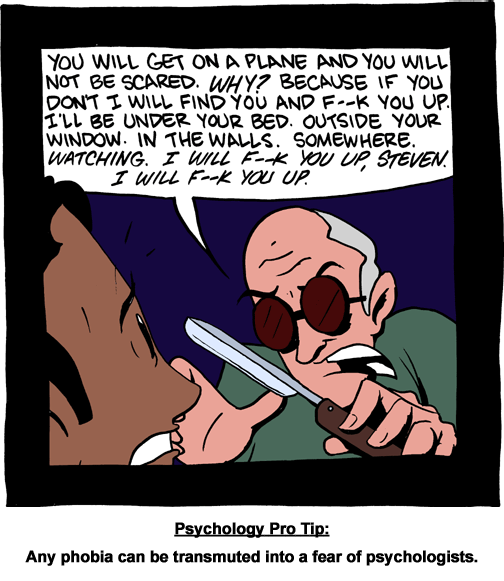 YOU WILL GET ON A PLANE AND YOU WILL
NOT BE SCARED. WHY? BECAUSE IF YOU
DON'T I WILL FIND YOU AND F--K YOU UP.
I'LL BE UNDER YOUR BED. OUTSIDE YOUR
WINDOW. IN THE WALLS. SOMEWHERE.
WATCHING. I WILL F--K YOU UP, STEVEN.
I WILL F--K YOU UP.
Psychology Pro Tip:
Any phobia can be transmuted into a fear of psychologists.